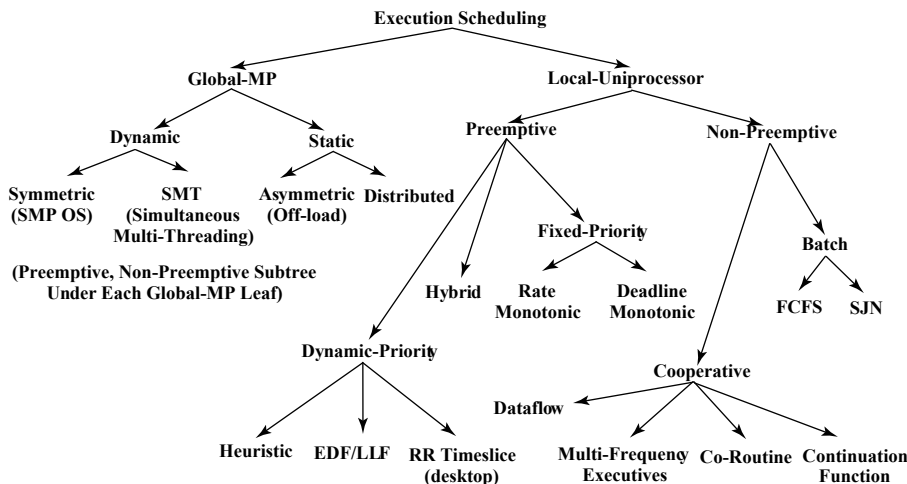 Execution Scheduling
Global-MP
Local-Uniprocessor
Dynamic
Static
Preemptive
Non-Preemptive
Symmetric
(SMP OS)
SMT
(Simultaneous
Multi-Threading)
Asymmetric
(Off-load)
Distributed
(Preemptive, Non-Preemptive Subtree
Under Each Global-MP Leaf)
Hybrid
Fixed-Priority
Rate
Monotonic
Deadline
Monotonic
Batch
FCFS
SJN
Dynamic-Priority
Heuristic
EDF/LLF
RR Timeslice
(desktop)
Cooperative
Dataflow
Multi-Frequency
Executives
Co-Routine
Continuation
Function